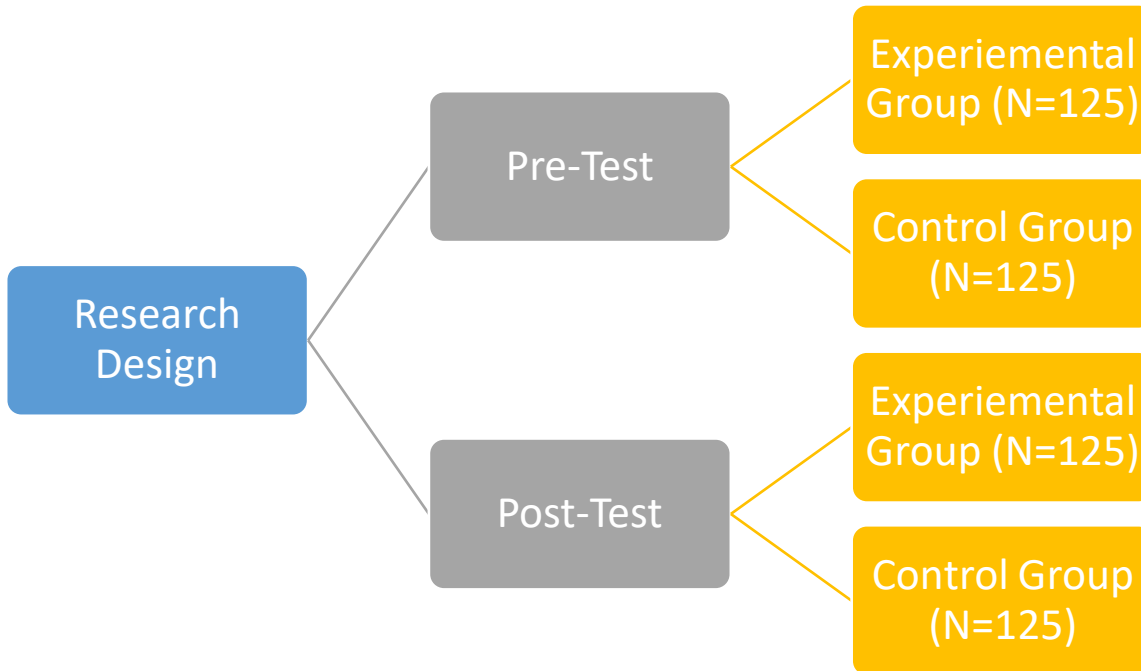 Research
Design
Pre-Test
Experiemental
Group (N=125)
Control Group
(N=125)
Post-Test
Experiemental
Group (N=125)
Control Group
(N=125)